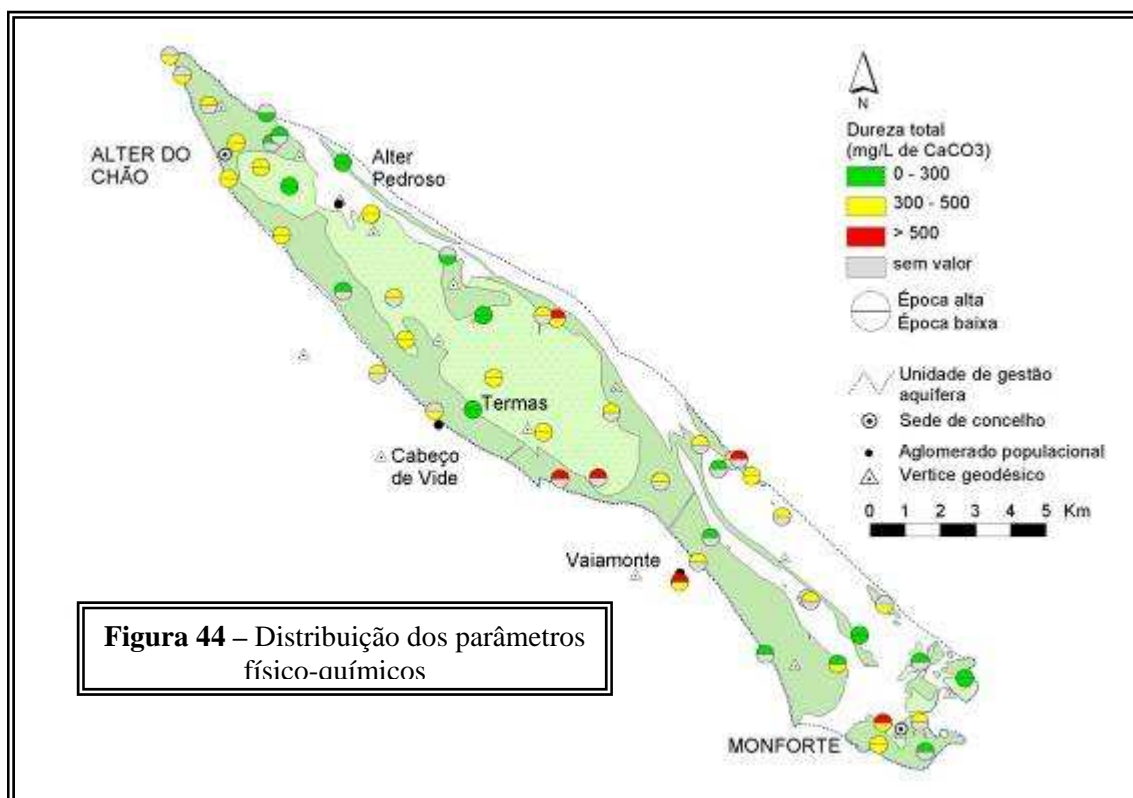 ALTER DO
CHÃO
Alter
Pedroso
Termas
Cabeço
de Vide
Vaiamonte
MONFORTE
N
Dureza total
(mg/L de CaCO3)
0 - 300
300 - 500
> 500
sem valor
Época alta
Época baixa
Unidade de gestão
aquífera
Sede de concelho
Aglomerado populacional
Vertice geodésico
0 1 2 3 4 5 Km
Figura 44 – Distribuição dos parâmetros
físico-químicos